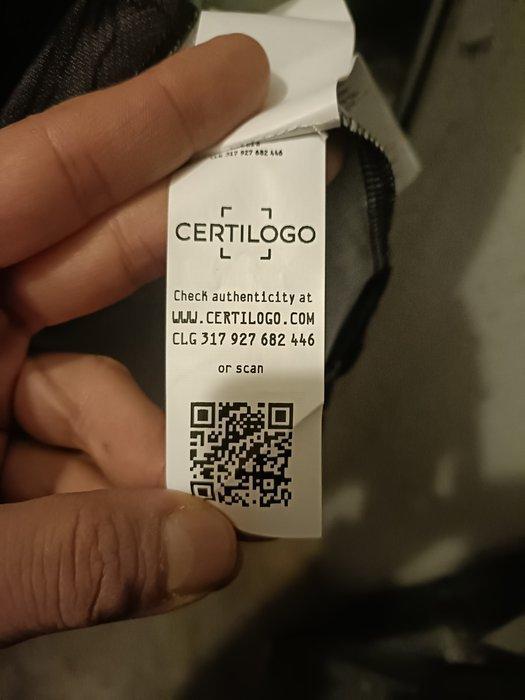 CLG 317 927 682 446
CERTILOGO
Check authenticity at
WWW.CERTILOGO.COM
CLG 317 927 682 446
or scan